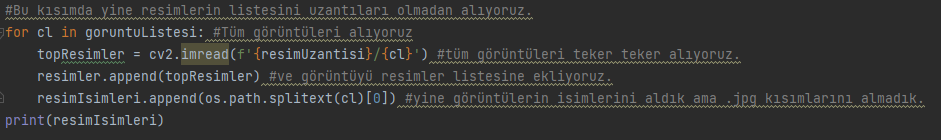 #Bu kısımda yine resimlerin listesini uzantıları olmadan alıyoruz.
for cl in goruntuListesi: #Tüm görüntüleri alıyoruz
    topResimler = cv2.imread(f'{resimUzantisi}/{cl}') #tüm görüntüleri teker teker alıyoruz.
    resimler.append(topResimler) #ve görüntüyü resimler listesine ekliyoruz.
    resimIsimleri.append(os.path.splitext(cl)[0]) #yine görüntülerin isimlerini aldık ama .jpg kısımlarını almadık.
print(resimIsimleri)